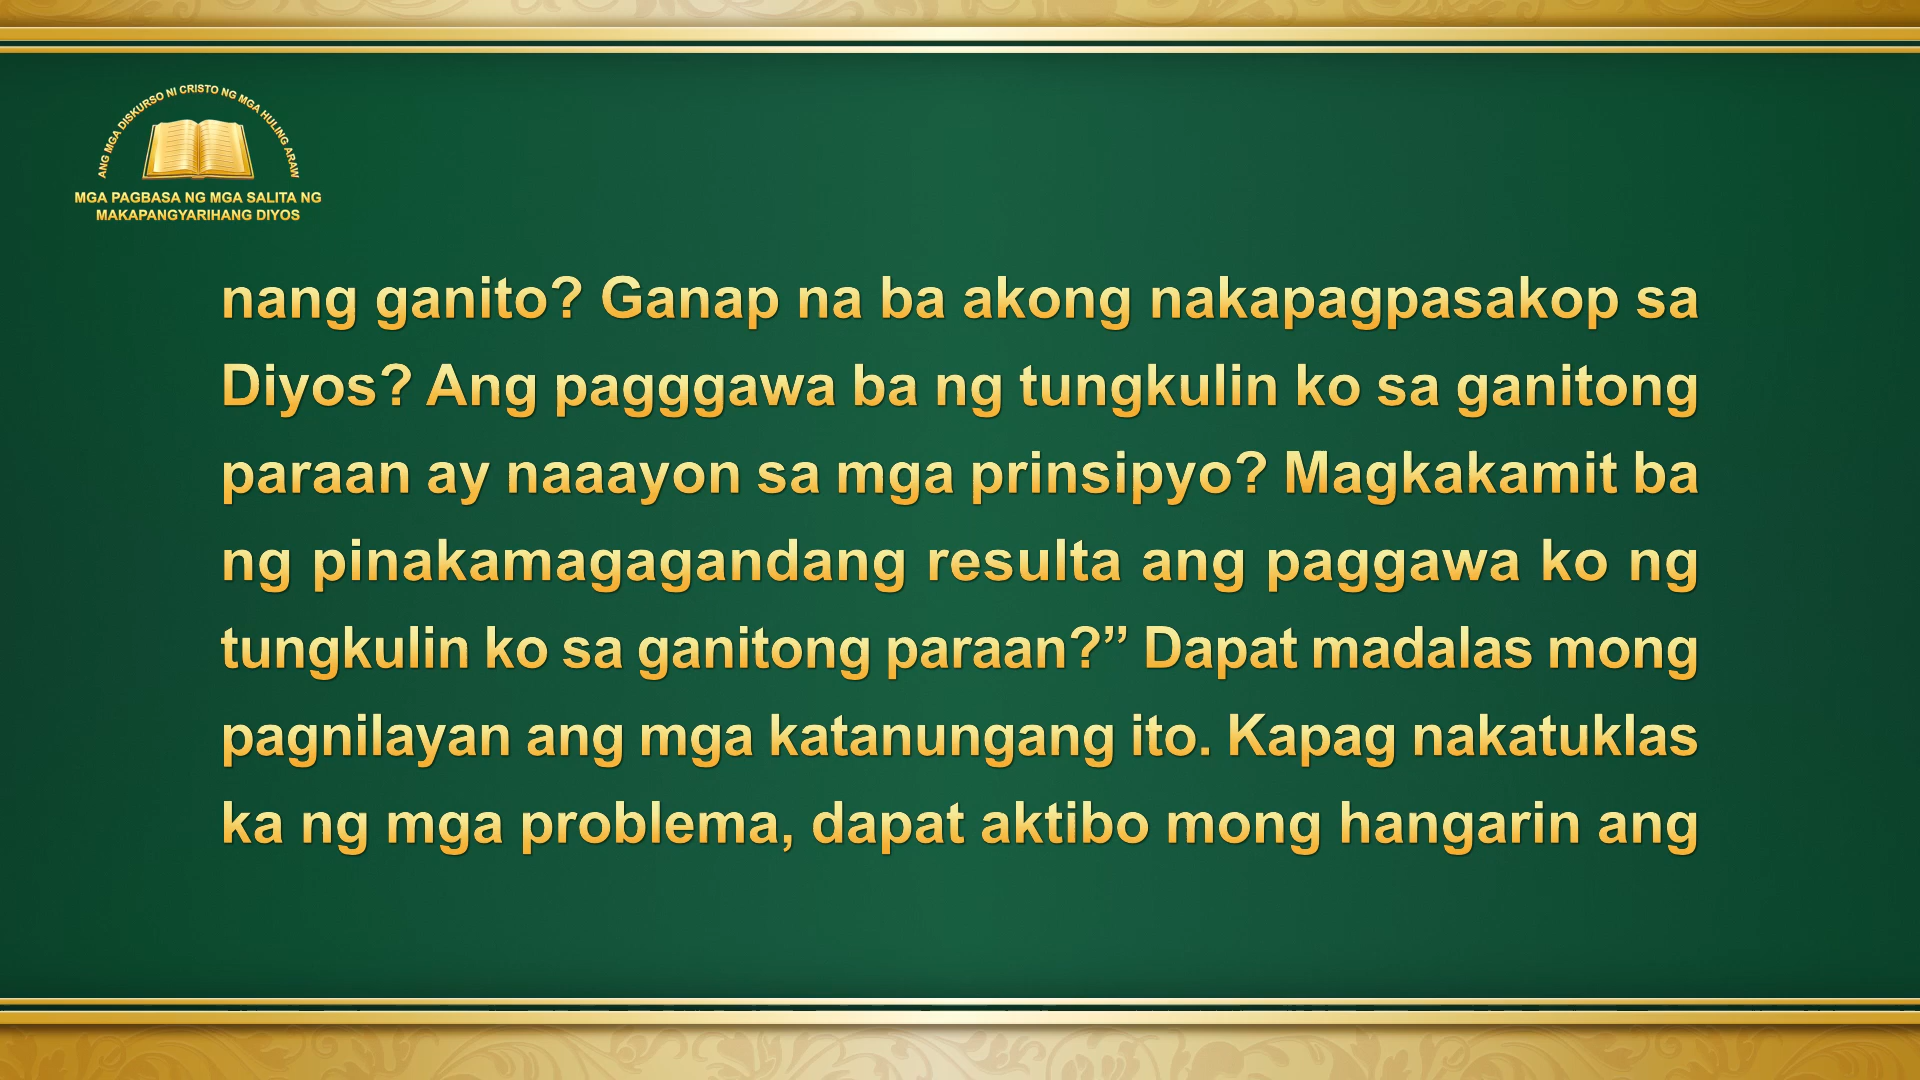 ANG MGA DISKURSO NI CRISTO NG MGA HULING ARAW
MGA PAGBASA NG MGA SALITA NG
MAKAPANGYARIHANG DIYOS
nang ganito? Ganap na ba akong nakapagpasakop sa
Diyos? Ang pagggawa ba ng tungkulin ko sa ganitong
paraan ay naaayon sa mga prinsipyo? Magkakamit ba
ng pinakamagagandang resulta ang paggawa ko ng
tungkulin ko sa ganitong paraan?” Dapat madalas mong
pagnilayan ang mga katanungang ito. Kapag nakatuklas
ka ng mga problema, dapat aktibo mong hangarin ang